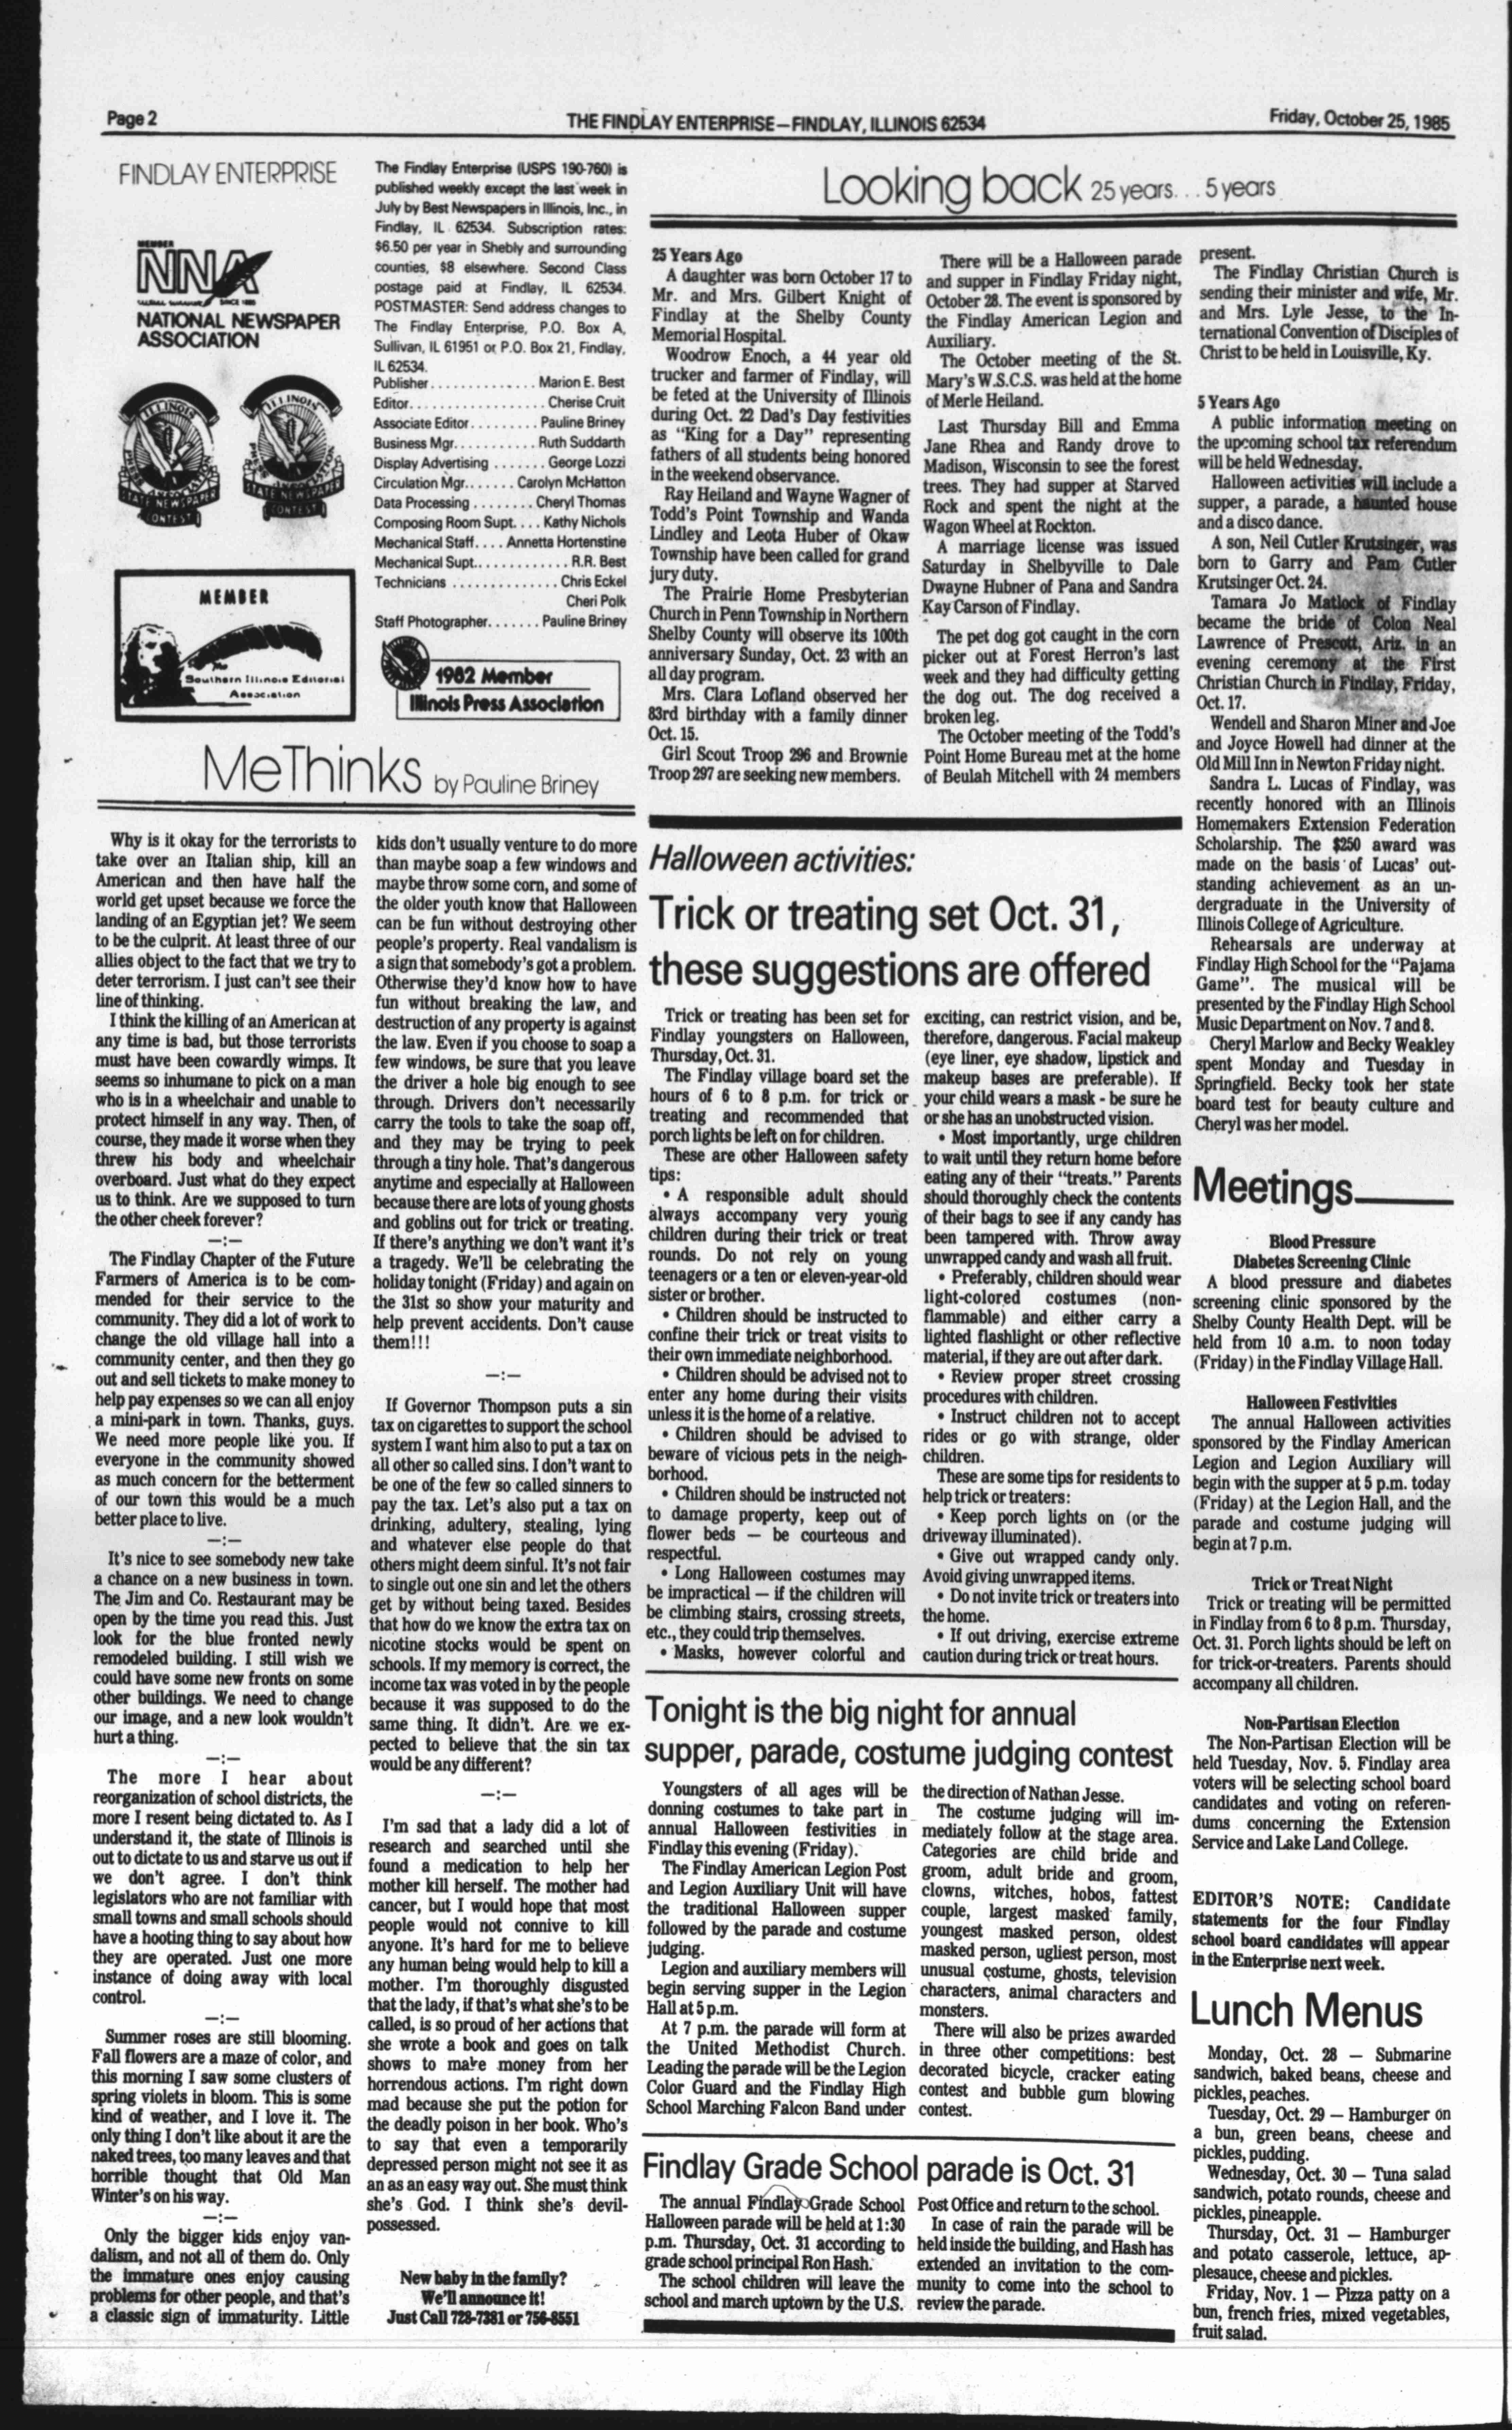 Page 2
THE FINDLAY ENTERPRISE—FINDLAY, ILLINOIS 62534
Friday, October 25, 1985
FINDLAY ENTERPRISE
MEMBER
NNA
SINCE 1885
NATIONAL NEWSPAPER
ASSOCIATION
ILLINOIS
PRESS ASSOCIATION
STATE NEWSPAPER
CONTEST
ILLINOIS
PRESS ASSOCIATION
STATE NEWSPAPER
CONTEST
MEMBER
The
Southern Illinois Editorial
Association
The Findlay Enterprise (USPS 190-760) is
published weekly except the last week in
July by Best Newspapers in Illinois, Inc., in
Findlay, IL 62534. Subscription rates:
$6.50 per year in Shebly and surrounding
counties, $8 elsewhere. Second Class
postage paid at Findlay, IL 62534.
POSTMASTER: Send address changes to
The Findlay Enterprise, P.O. Box A,
Sullivan, IL 61951 or P.O. Box 21, Findlay,
IL 62534.
Publisher . . . . . . . . . . . . . Marion E. Best
Editor. . . . . . . . . . . . . . . . . Cherise Cruit
Associate Editor . . . . . . . . . Pauline Briney
Business Mgr. . . . . . . . . . . Ruth Suddarth
Display Advertising . . . . . . . George Lozzi
Circulation Mgr. . . . . . . Carolyn McHatton
Data Processing . . . . . . . . Cheryl Thomas
Composing Room Supt. . . . Kathy Nichols
Mechanical Staff. . . . Annetta Hortenstine
Mechanical Supt. . . . . . . . . . . . R.R. Best
Technicians . . . . . . . . . . . . . Chris Eckel
Cheri Polk
Staff Photographer. . . . . . . Pauline Briney
1982 Member
Illinois Press Association
MeThinks by Pauline Briney
Why is it okay for the terrorists to
take over an Italian ship, kill an
American and then have half the
world get upset because we force the
landing of an Egyptian jet? We seem
to be the culprit. At least three of our
allies object to the fact that we try to
deter terrorism. I just can't see their
line of thinking.
I think the killing of an American at
any time is bad, but those terrorists
must have been cowardly wimps. It
seems so inhumane to pick on a man
who is in a wheelchair and unable to
protect himself in any way. Then, of
course, they made it worse when they
threw his body and wheelchair
overboard. Just what do they expect
us to think. Are we supposed to turn
the other cheek forever?
—:—
The Findlay Chapter of the Future
Farmers of America is to be com-
mended for their service to the
community. They did a lot of work to
change the old village hall into a
community center, and then they go
out and sell tickets to make money to
help pay expenses so we can all enjoy
a mini-park in town. Thanks, guys.
We need more people like you. If
everyone in the community showed
as much concern for the betterment
of our town this would be a much
better place to live.
—:—
It's nice to see somebody new take
a chance on a new business in town.
The Jim and Co. Restaurant may be
open by the time you read this. Just
look for the blue fronted newly
remodeled building. I still wish we
could have some new fronts on some
other buildings. We need to change
our image, and a new look wouldn't
hurt a thing.
—:—
The more I hear about
reorganization of school districts, the
more I resent being dictated to. As I
understand it, the state of Illinois is
out to dictate to us and starve us out if
we don't agree. I don't think
legislators who are not familiar with
small towns and small schools should
have a hooting thing to say about how
they are operated. Just one more
instance of doing away with local
control.
—:—
Summer roses are still blooming.
Fall flowers are a maze of color, and
this morning I saw some clusters of
spring violets in bloom. This is some
kind of weather, and I love it. The
only thing I don't like about it are the
naked trees, too many leaves and that
horrible thought that Old Man
Winter's on his way.
—:—
Only the bigger kids enjoy van-
dalism, and not all of them do. Only
the immature ones enjoy causing
problems for other people, and that's
a classic sign of immaturity. Little
kids don't usually venture to do more
than maybe soap a few windows and
maybe throw some corn, and some of
the older youth know that Halloween
can be fun without destroying other
people's property. Real vandalism is
a sign that somebody's got a problem.
Otherwise they'd know how to have
fun without breaking the law, and
destruction of any property is against
the law. Even if you choose to soap a
few windows, be sure that you leave
the driver a hole big enough to see
through. Drivers don't necessarily
carry the tools to take the soap off,
and they may be trying to peek
through a tiny hole. That's dangerous
anytime and especially at Halloween
because there are lots of young ghosts
and goblins out for trick or treating.
If there's anything we don't want it's
a tragedy. We'll be celebrating the
holiday tonight (Friday) and again on
the 31st so show your maturity and
help prevent accidents. Don't cause
them!!!
—:—
If Governor Thompson puts a sin
tax on cigarettes to support the school
system I want him also to put a tax on
all other so called sins. I don't want to
be one of the few so called sinners to
pay the tax. Let's also put a tax on
drinking, adultery, stealing, lying
and whatever else people do that
others might deem sinful. It's not fair
to single out one sin and let the others
get by without being taxed. Besides
that how do we know the extra tax on
nicotine stocks would be spent on
schools. If my memory is correct, the
income tax was voted in by the people
because it was supposed to do the
same thing. It didn't. Are we ex-
pected to believe that the sin tax
would be any different?
—:—
I'm sad that a lady did a lot of
research and searched until she
found a medication to help her
mother kill herself. The mother had
cancer, but I would hope that most
people would not connive to kill
anyone. It's hard for me to believe
any human being would help to kill a
mother. I'm thoroughly disgusted
that the lady, if that's what she's to be
called, is so proud of her actions that
she wrote a book and goes on talk
shows to make money from her
horrendous actions. I'm right down
mad because she put the potion for
the deadly poison in her book. Who's
to say that even a temporarily
depressed person might not see it as
an as an easy way out. She must think
she's God. I think she's devil-
possessed.
New baby in the family?
We'll announce it!
Just Call 728-7381 or 756-8551
Looking back 25 years. . . 5 years
25 Years Ago
A daughter was born October 17 to
Mr. and Mrs. Gilbert Knight of
Findlay at the Shelby County
Memorial Hospital.
Woodrow Enoch, a 44 year old
trucker and farmer of Findlay, will
be feted at the University of Illinois
during Oct. 22 Dad's Day festivities
as "King for a Day" representing
fathers of all students being honored
in the weekend observance.
Ray Heiland and Wayne Wagner of
Todd's Point Township and Wanda
Lindley and Leota Huber of Okaw
Township have been called for grand
jury duty.
The Prairie Home Presbyterian
Church in Penn Township in Northern
Shelby County will observe its 100th
anniversary Sunday, Oct. 23 with an
all day program.
Mrs. Clara Lofland observed her
83rd birthday with a family dinner
Oct. 15.
Girl Scout Troop 296 and Brownie
Troop 297 are seeking new members.
There will be a Halloween parade
and supper in Findlay Friday night,
October 28. The event is sponsored by
the Findlay American Legion and
Auxiliary.
The October meeting of the St.
Mary's W.S.C.S. was held at the home
of Merle Heiland.
Last Thursday Bill and Emma
Jane Rhea and Randy drove to
Madison, Wisconsin to see the forest
trees. They had supper at Starved
Rock and spent the night at the
Wagon Wheel at Rockton.
A marriage license was issued
Saturday in Shelbyville to Dale
Dwayne Hubner of Pana and Sandra
Kay Carson of Findlay.
The pet dog got caught in the corn
picker out at Forest Herron's last
week and they had difficulty getting
the dog out. The dog received a
broken leg.
The October meeting of the Todd's
Point Home Bureau met at the home
of Beulah Mitchell with 24 members
present.
The Findlay Christian Church is
sending their minister and wife, Mr.
and Mrs. Lyle Jesse, to the In-
ternational Convention of Disciples of
Christ to be held in Louisville, Ky.
5 Years Ago
A public information meeting on
the upcoming school tax referendum
will be held Wednesday.
Halloween activities will include a
supper, a parade, a haunted house
and a disco dance.
A son, Neil Cutler Krutsinger, was
born to Garry and Pam Cutler
Krutsinger Oct. 24.
Tamara Jo Matlock of Findlay
became the bride of Colon Neal
Lawrence of Prescott, Ariz. in an
evening ceremony at the First
Christian Church in Findlay, Friday,
Oct. 17.
Wendell and Sharon Miner and Joe
and Joyce Howell had dinner at the
Old Mill Inn in Newton Friday night.
Sandra L. Lucas of Findlay, was
recently honored with an Illinois
Homemakers Extension Federation
Scholarship. The $250 award was
made on the basis of Lucas' out-
standing achievement as an un-
dergraduate in the University of
Illinois College of Agriculture.
Rehearsals are underway at
Findlay High School for the "Pajama
Game". The musical will be
presented by the Findlay High School
Music Department on Nov. 7 and 8.
Cheryl Marlow and Becky Weakley
spent Monday and Tuesday in
Springfield. Becky took her state
board test for beauty culture and
Cheryl was her model.
Halloween activities:
Trick or treating set Oct. 31,
these suggestions are offered
Trick or treating has been set for
Findlay youngsters on Halloween,
Thursday, Oct. 31.
The Findlay village board set the
hours of 6 to 8 p.m. for trick or
treating and recommended that
porch lights be left on for children.
These are other Halloween safety
tips:
• A responsible adult should
always accompany very young
children during their trick or treat
rounds. Do not rely on young
teenagers or a ten or eleven-year-old
sister or brother.
• Children should be instructed to
confine their trick or treat visits to
their own immediate neighborhood.
• Children should be advised not to
enter any home during their visits
unless it is the home of a relative.
• Children should be advised to
beware of vicious pets in the neigh-
borhood.
• Children should be instructed not
to damage property, keep out of
flower beds — be courteous and
respectful.
• Long Halloween costumes may
be impractical — if the children will
be climbing stairs, crossing streets,
etc., they could trip themselves.
• Masks, however colorful and
exciting, can restrict vision, and be,
therefore, dangerous. Facial makeup
(eye liner, eye shadow, lipstick and
makeup bases are preferable). If
your child wears a mask - be sure he
or she has an unobstructed vision.
• Most importantly, urge children
to wait until they return home before
eating any of their "treats." Parents
should thoroughly check the contents
of their bags to see if any candy has
been tampered with. Throw away
unwrapped candy and wash all fruit.
• Preferably, children should wear
light-colored costumes (non-
flammable) and either carry a
lighted flashlight or other reflective
material, if they are out after dark.
• Review proper street crossing
procedures with children.
• Instruct children not to accept
rides or go with strange, older
children.
These are some tips for residents to
help trick or treaters:
• Keep porch lights on (or the
driveway illuminated).
• Give out wrapped candy only.
Avoid giving unwrapped items.
• Do not invite trick or treaters into
the home.
• If out driving, exercise extreme
caution during trick or treat hours.
Tonight is the big night for annual
supper, parade, costume judging contest
Youngsters of all ages will be
donning costumes to take part in
annual Halloween festivities in
Findlay this evening (Friday).
The Findlay American Legion Post
and Legion Auxiliary Unit will have
the traditional Halloween supper
followed by the parade and costume
judging.
Legion and auxiliary members will
begin serving supper in the Legion
Hall at 5 p.m.
At 7 p.m. the parade will form at
the United Methodist Church.
Leading the parade will be the Legion
Color Guard and the Findlay High
School Marching Falcon Band under
the direction of Nathan Jesse.
The costume judging will im-
mediately follow at the stage area.
Categories are child bride and
groom, adult bride and groom,
clowns, witches, hobos, fattest
couple, largest masked family,
youngest masked person, oldest
masked person, ugliest person, most
unusual costume, ghosts, television
characters, animal characters and
monsters.
There will also be prizes awarded
in three other competitions: best
decorated bicycle, cracker eating
contest and bubble gum blowing
contest.
Findlay Grade School parade is Oct. 31
The annual Findlay Grade School
Halloween parade will be held at 1:30
p.m. Thursday, Oct. 31 according to
grade school principal Ron Hash.
The school children will leave the
school and march uptown by the U.S.
Post Office and return to the school.
In case of rain the parade will be
held inside the building, and Hash has
extended an invitation to the com-
munity to come into the school to
review the parade.
Meetings
Blood Pressure
Diabetes Screening Clinic
A blood pressure and diabetes
screening clinic sponsored by the
Shelby County Health Dept. will be
held from 10 a.m. to noon today
(Friday) in the Findlay Village Hall.
Halloween Festivities
The annual Halloween activities
sponsored by the Findlay American
Legion and Legion Auxiliary will
begin with the supper at 5 p.m. today
(Friday) at the Legion Hall, and the
parade and costume judging will
begin at 7 p.m.
Trick or Treat Night
Trick or treating will be permitted
in Findlay from 6 to 8 p.m. Thursday,
Oct. 31. Porch lights should be left on
for trick-or-treaters. Parents should
accompany all children.
Non-Partisan Election
The Non-Partisan Election will be
held Tuesday, Nov. 5. Findlay area
voters will be selecting school board
candidates and voting on referen-
dums concerning the Extension
Service and Lake Land College.
EDITOR'S NOTE: Candidate
statements for the four Findlay
school board candidates will appear
in the Enterprise next week.
Lunch Menus
Monday, Oct. 28 — Submarine
sandwich, baked beans, cheese and
pickles, peaches.
Tuesday, Oct. 29 — Hamburger on
a bun, green beans, cheese and
pickles, pudding.
Wednesday, Oct. 30 — Tuna salad
sandwich, potato rounds, cheese and
pickles, pineapple.
Thursday, Oct. 31 — Hamburger
and potato casserole, lettuce, ap-
plesauce, cheese and pickles.
Friday, Nov. 1 — Pizza patty on a
bun, french fries, mixed vegetables,
fruit salad.